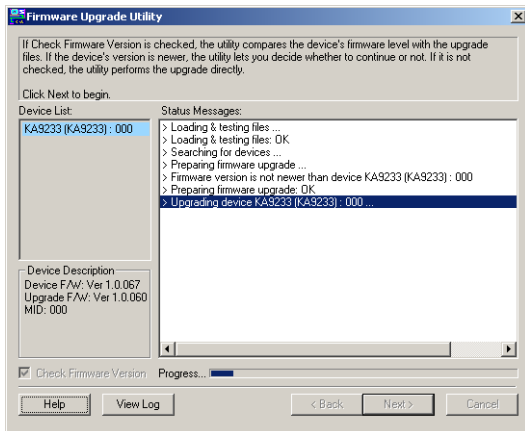 Firmware Upgrade Utility
If Check Firmware Version is checked, the utility compares the device's firmware level with the upgrade
files. If the device's version is newer, the utility lets you decide whether to continue or not. If it is not
checked, the utility performs the upgrade directly.
Click Next to begin.
Device List:
KA9233 (KA9233) : 000
Status Messages:
> Loading & testing files ...
> Loading & testing files: OK
> Searching for devices ...
> Preparing firmware upgrade ...
> Firmware version is not newer than device KA9233 (KA9233) : 000
> Preparing firmware upgrade: OK
> Upgrading device KA9233 (KA9233) : 000 ...
Device Description
Device F/W: Ver 1.0.067
Upgrade F/W: Ver 1.0.060
MID: 000
Check Firmware Version
Progress...
Help
View Log
< Back
Next >
Cancel